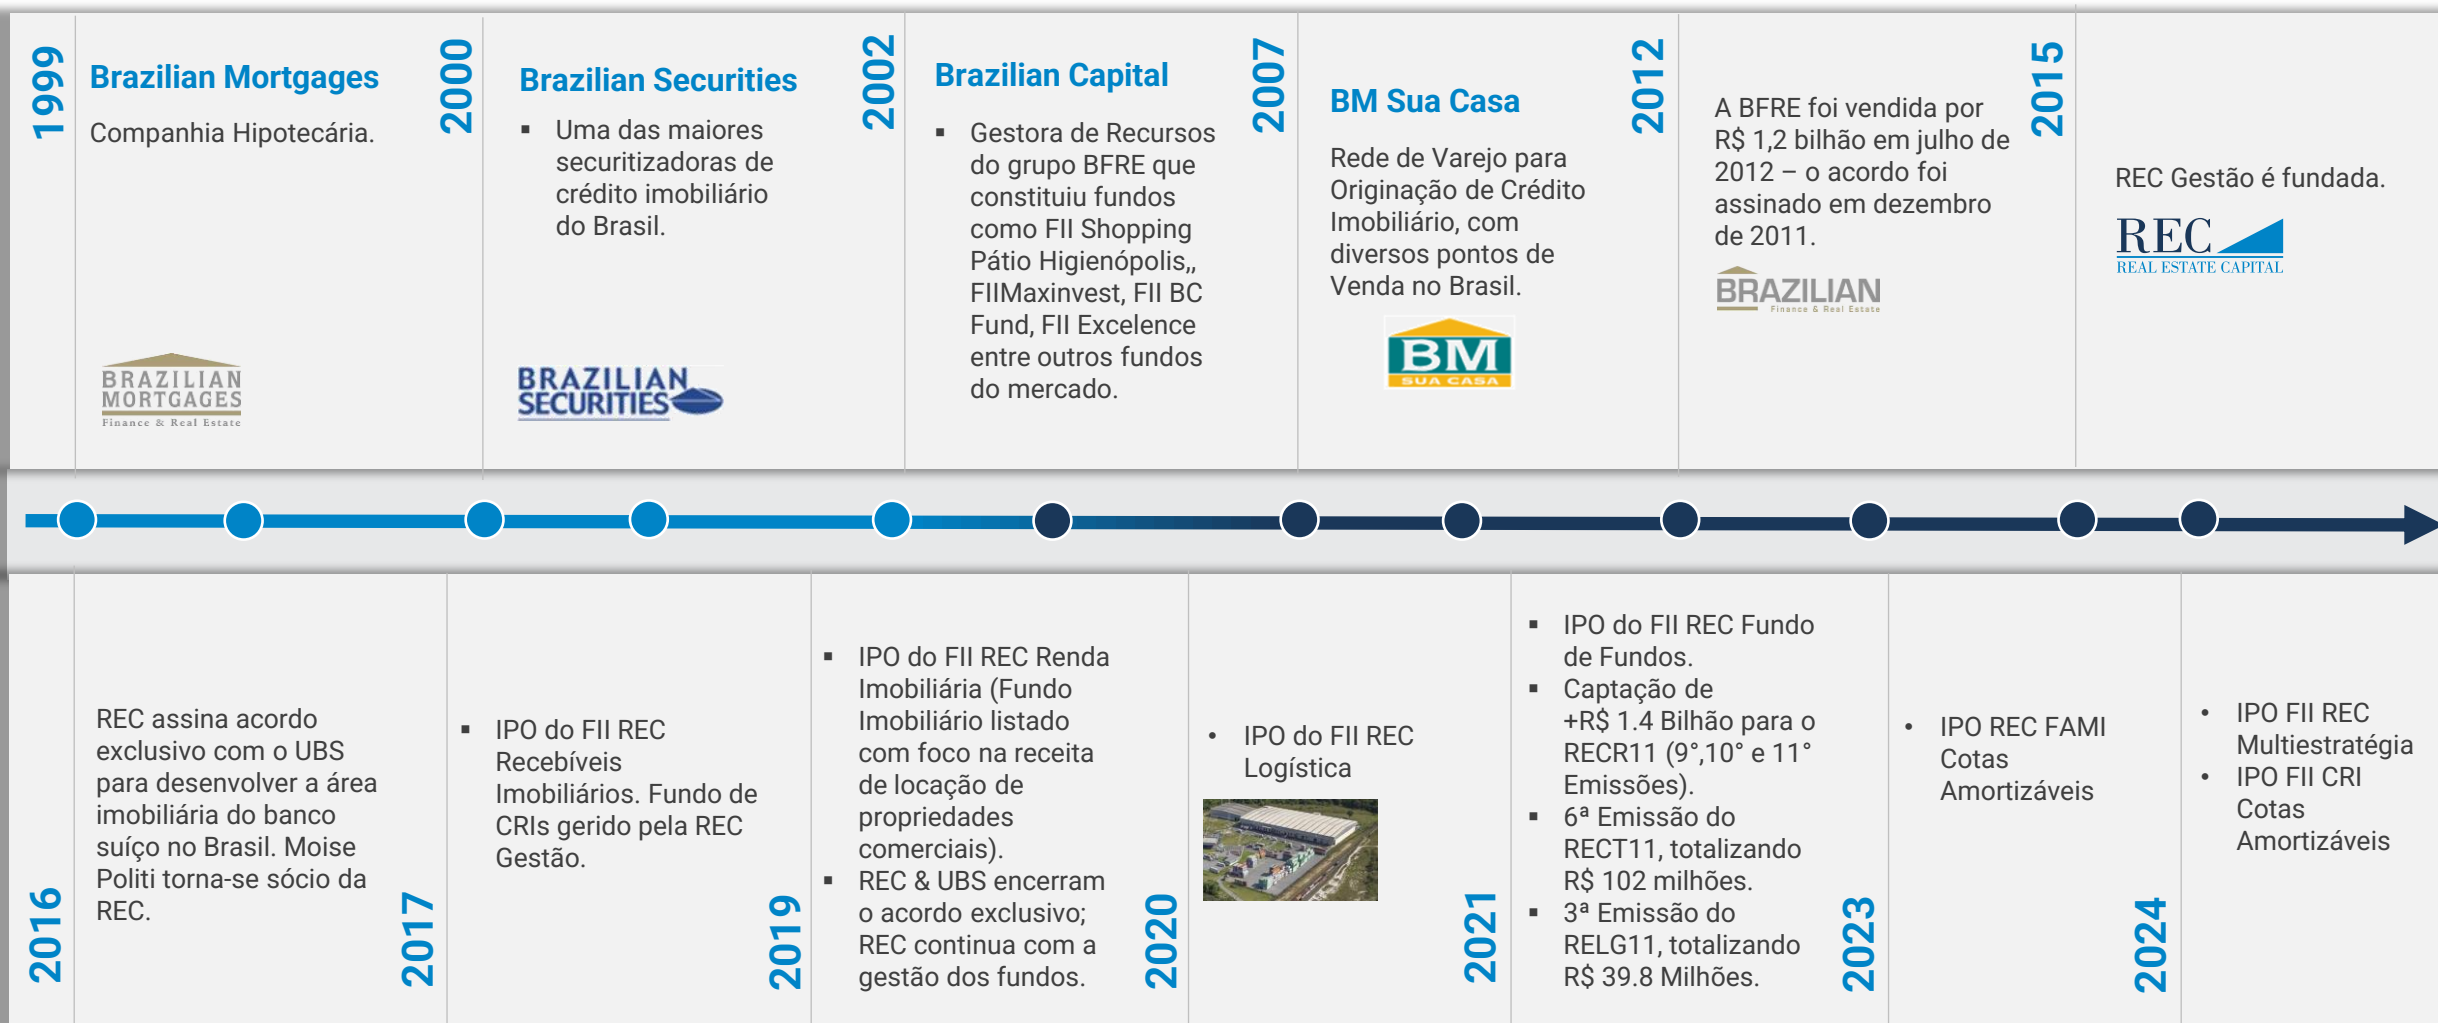 1999
Brazilian Mortgages
Companhia Hipotecária.
BRAZILIAN
MORTGAGES
Finance & Real Estate
2000
Brazilian Securities
▪ Uma das maiores
securitizadoras de
crédito imobiliário
do Brasil.
BRAZILIAN
SECURITIES
2002
Brazilian Capital
▪ Gestora de Recursos
do grupo BFRE que
constituiu fundos
como FII Shopping
Pátio Higienópolis,,
FIIMaxinvest, FII BC
Fund, FII Excelence
entre outros fundos
do mercado.
2007
BM Sua Casa
Rede de Varejo para
Originação de Crédito
Imobiliário, com
diversos pontos de
Venda no Brasil.
BM
SUA CASA
2012
A BFRE foi vendida por
R$ 1,2 bilhão em julho de
2012 – o acordo foi
assinado em dezembro
de 2011.
BRAZILIAN
Finance & Real Estate
2015
REC Gestão é fundada.
REC
REAL ESTATE CAPITAL
2016
REC assina acordo
exclusivo com o UBS
para desenvolver a área
imobiliária do banco
suíço no Brasil. Moise
Politi torna-se sócio da
REC.
2017
▪ IPO do FII REC
Recebíveis
Imobiliários. Fundo de
CRIs gerido pela REC
Gestão.
2019
▪ IPO do FII REC Renda
Imobiliária (Fundo
Imobiliário listado
com foco na receita
de locação de
propriedades
comerciais).
▪ REC & UBS encerram
o acordo exclusivo;
REC continua com a
gestão dos fundos.
2020
• IPO do FII REC
Logística
2021
▪ IPO do FII REC Fundo
de Fundos.
▪ Captação de
+R$ 1.4 Bilhão para o
RECR11 (9°,10° e 11°
Emissões).
▪ 6ª Emissão do
RECT11, totalizando
R$ 102 milhões.
▪ 3ª Emissão do
RELG11, totalizando
R$ 39.8 Milhões.
2023
• IPO REC FAMI
Cotas
Amortizáveis
2024
• IPO FII REC
Multiestratégia
• IPO FII CRI
Cotas
Amortizáveis